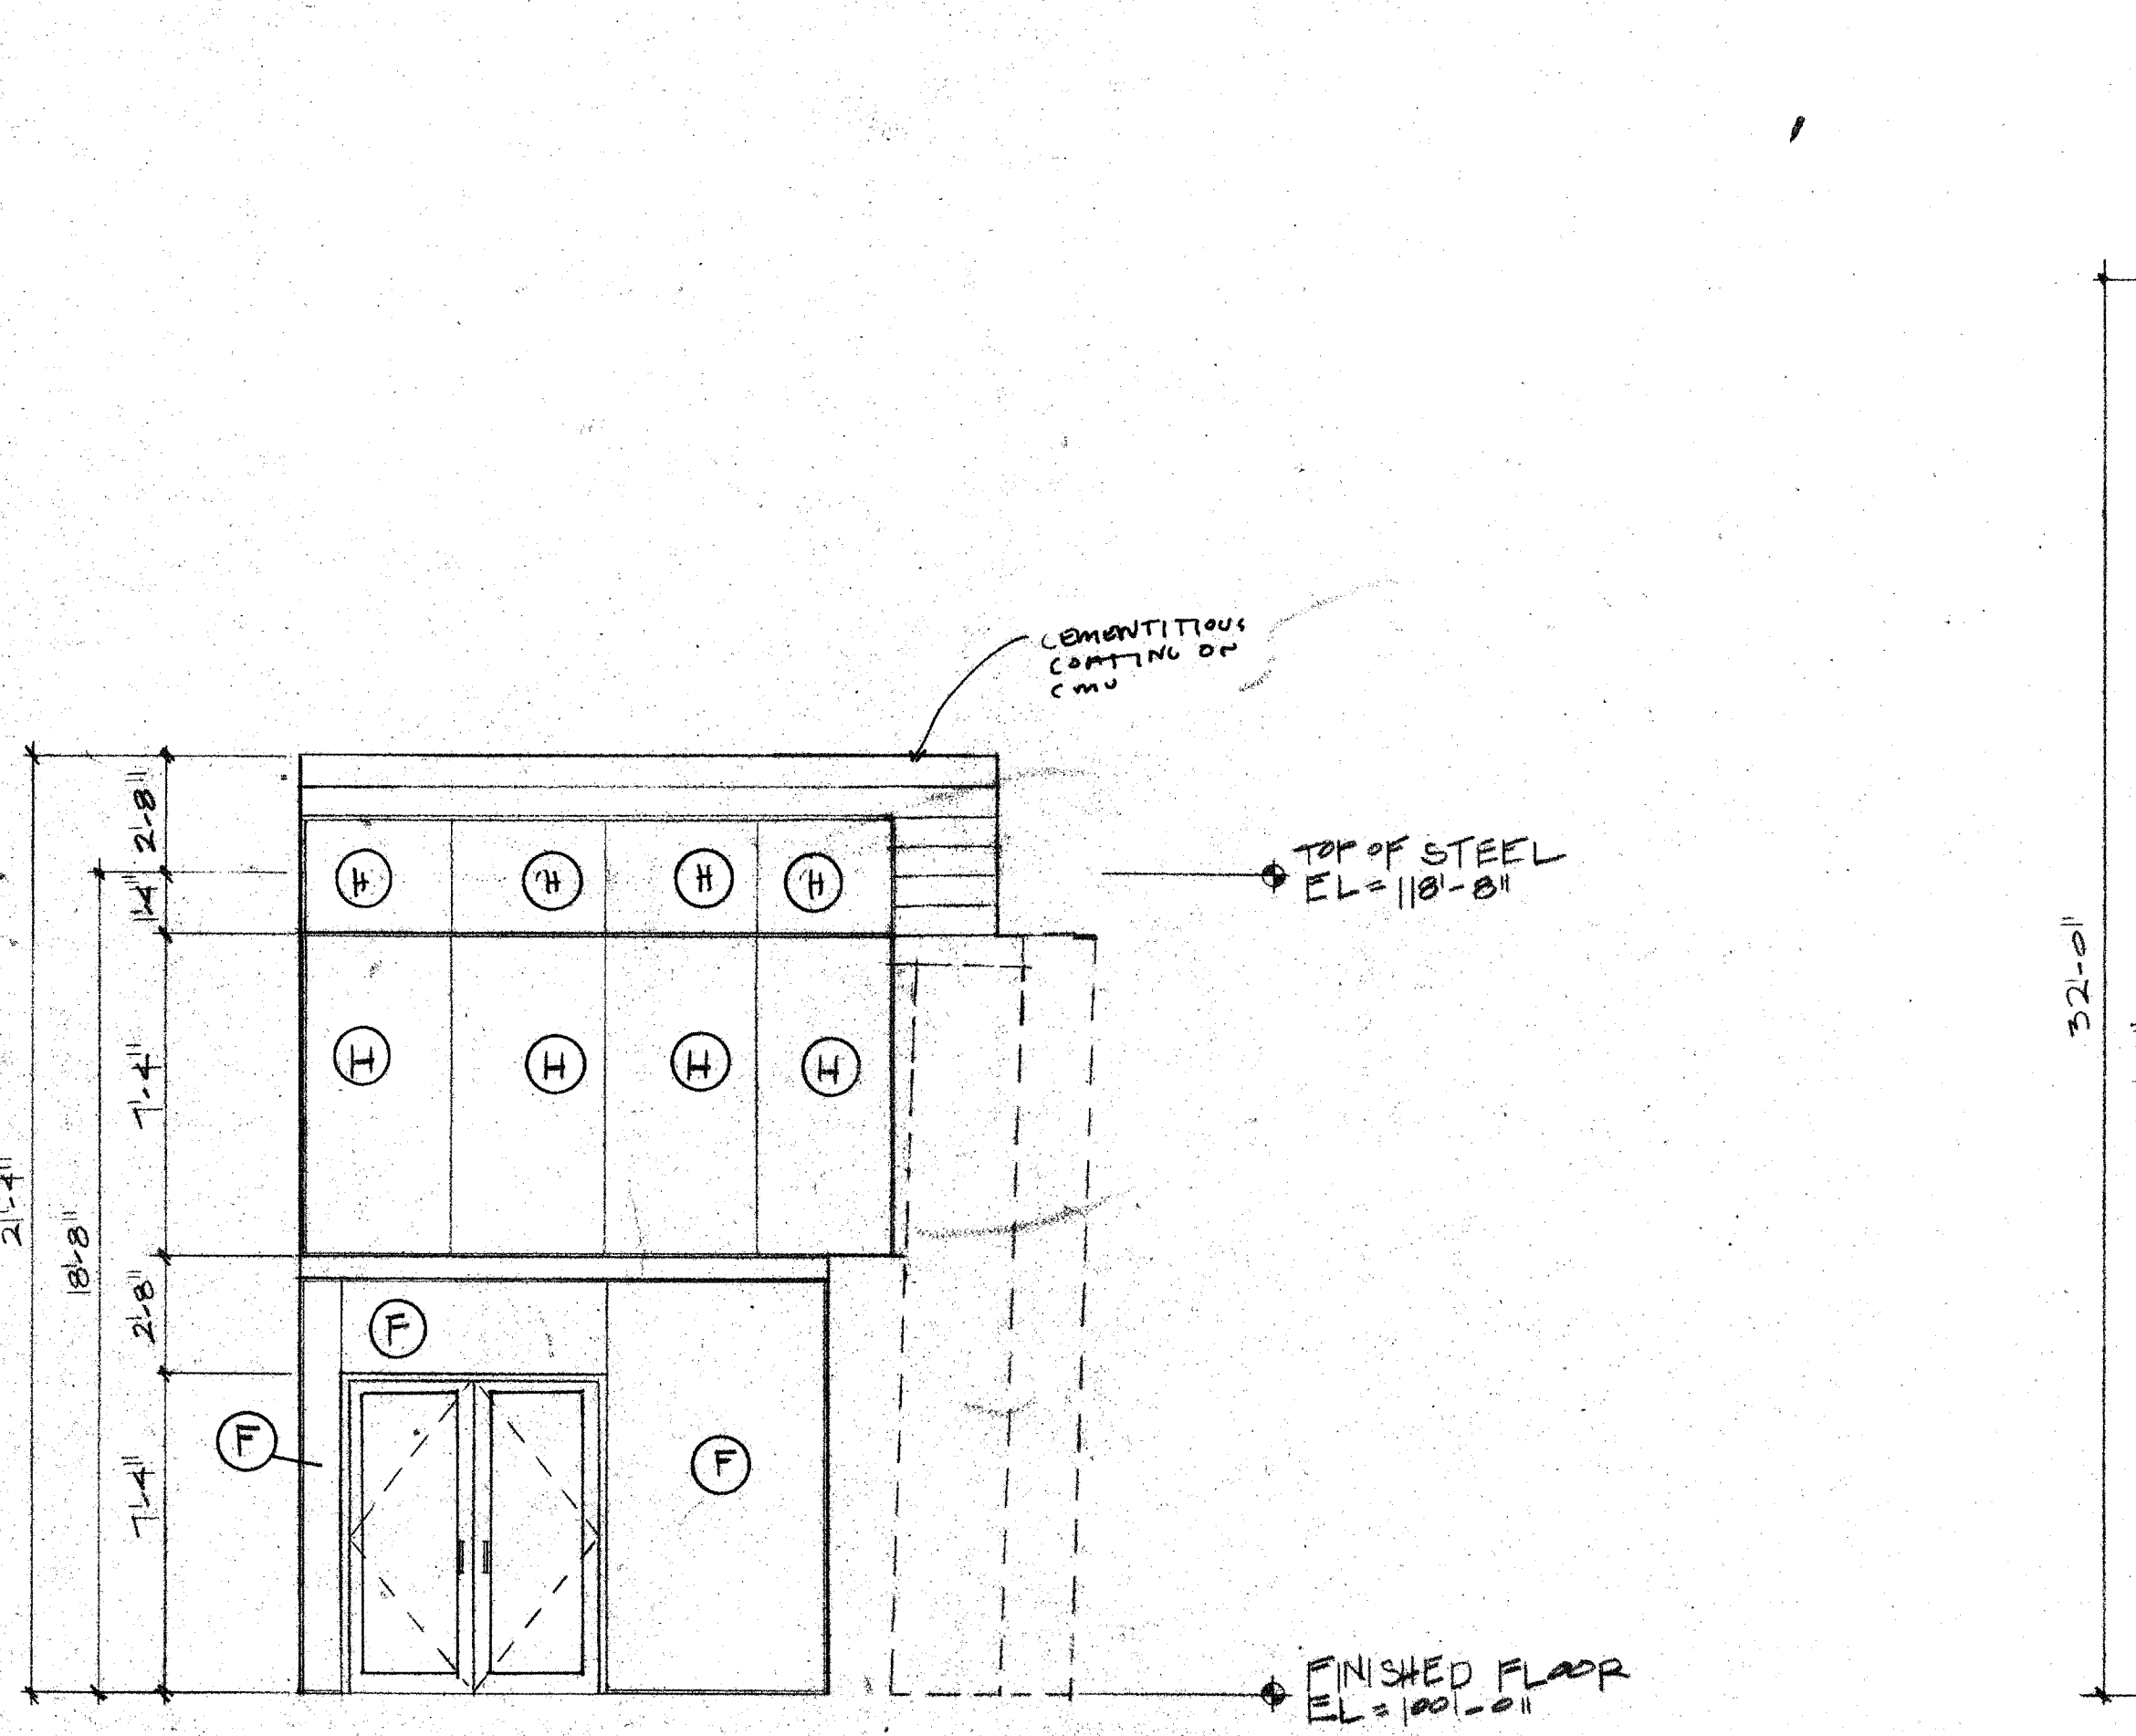 CEMENTITIOUS
COATING ON
CMU
2'-8"
1'-4"
H H H H
TOP OF STEEL
EL = 118'-8"
32'-0"
7'-4"
H H H H
21'-4"
18'-8"
2'-8"
F
F
F
7'-4"
FINISHED FLOOR
EL = 100'-0"